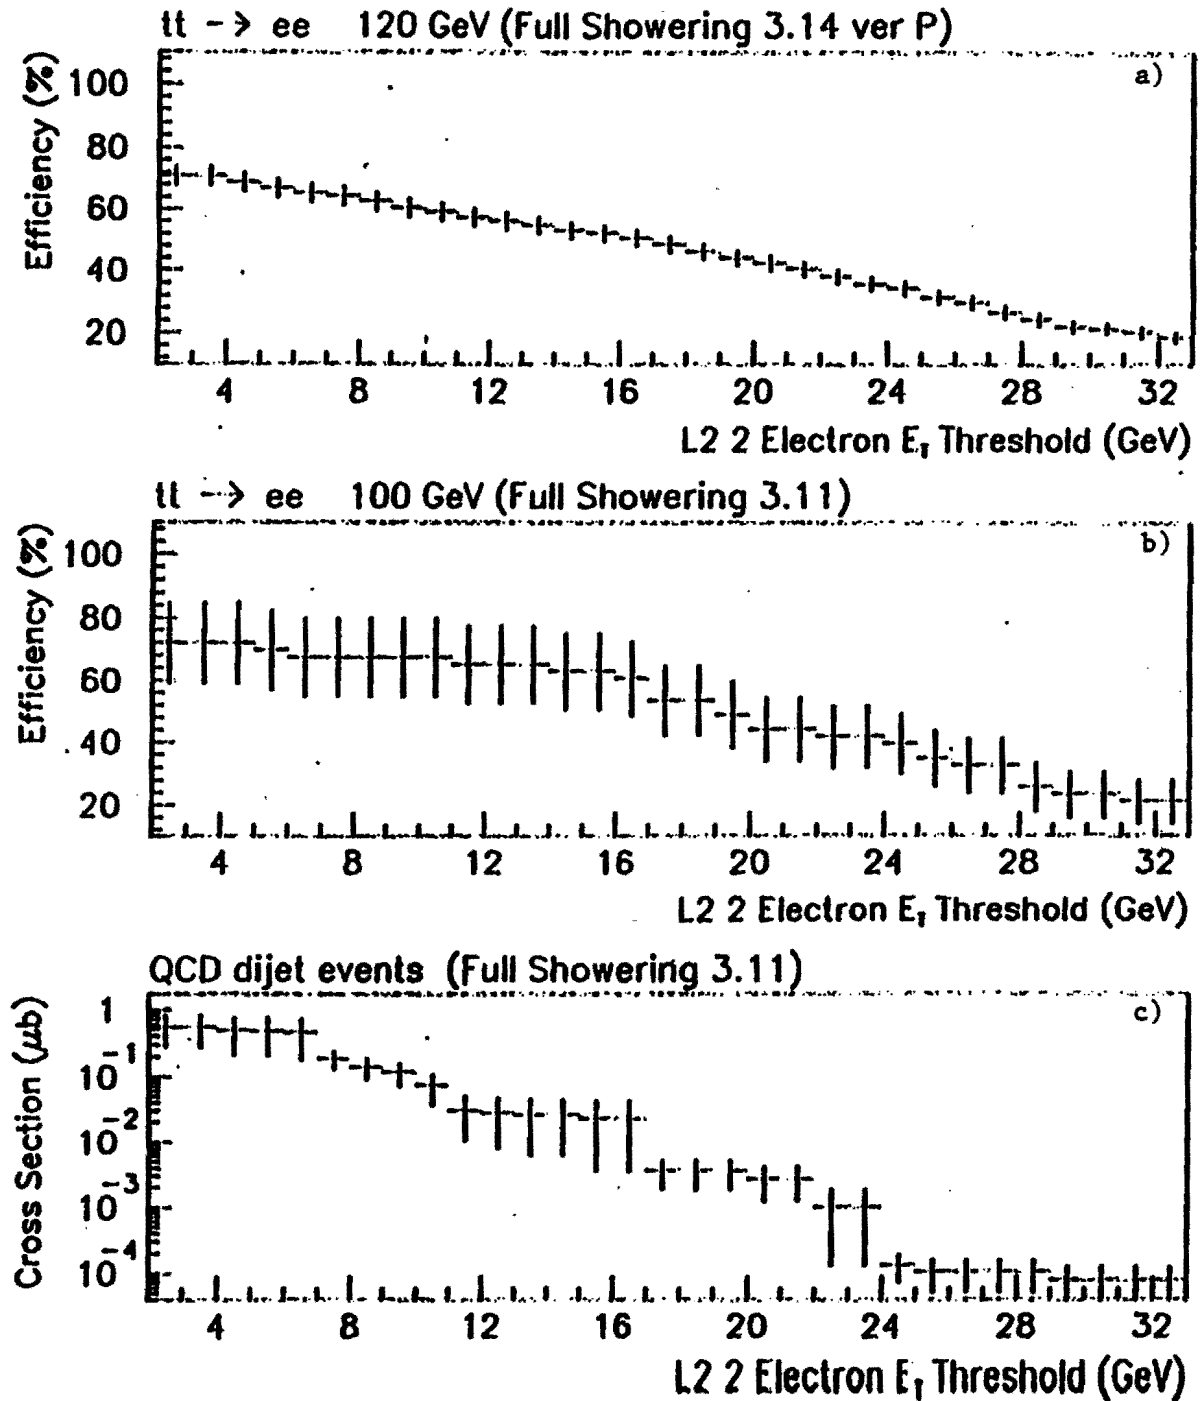 tt -> ee 120 GeV (Full Showering 3.14 ver P)
a)
Efficiency (%)
100
80
60
40
20
4 8 12 16 20 24 28 32
L2 2 Electron E_T Threshold (GeV)
tt -> ee 100 GeV (Full Showering 3.11)
b)
Efficiency (%)
100
80
60
40
20
4 8 12 16 20 24 28 32
L2 2 Electron E_T Threshold (GeV)
QCD dijet events (Full Showering 3.11)
c)
Cross Section (μb)
1
10^-1
10^-2
10^-3
10^-4
4 8 12 16 20 24 28 32
L2 2 Electron E_T Threshold (GeV)